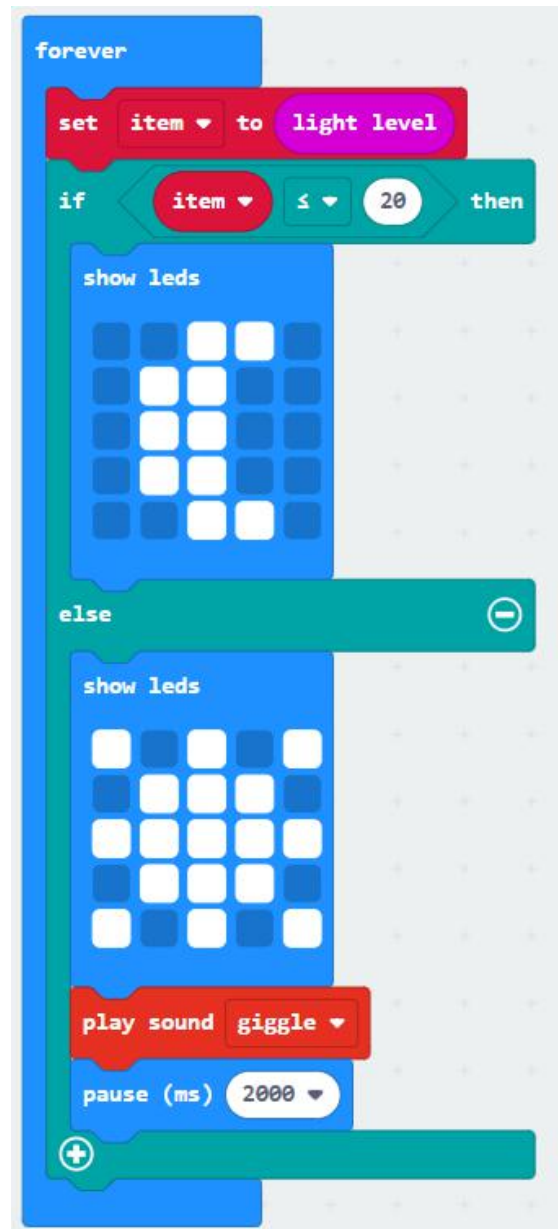 forever
set item to light level
if item ≤ 20 then
show leds
else
show leds
play sound giggle
pause (ms) 2000